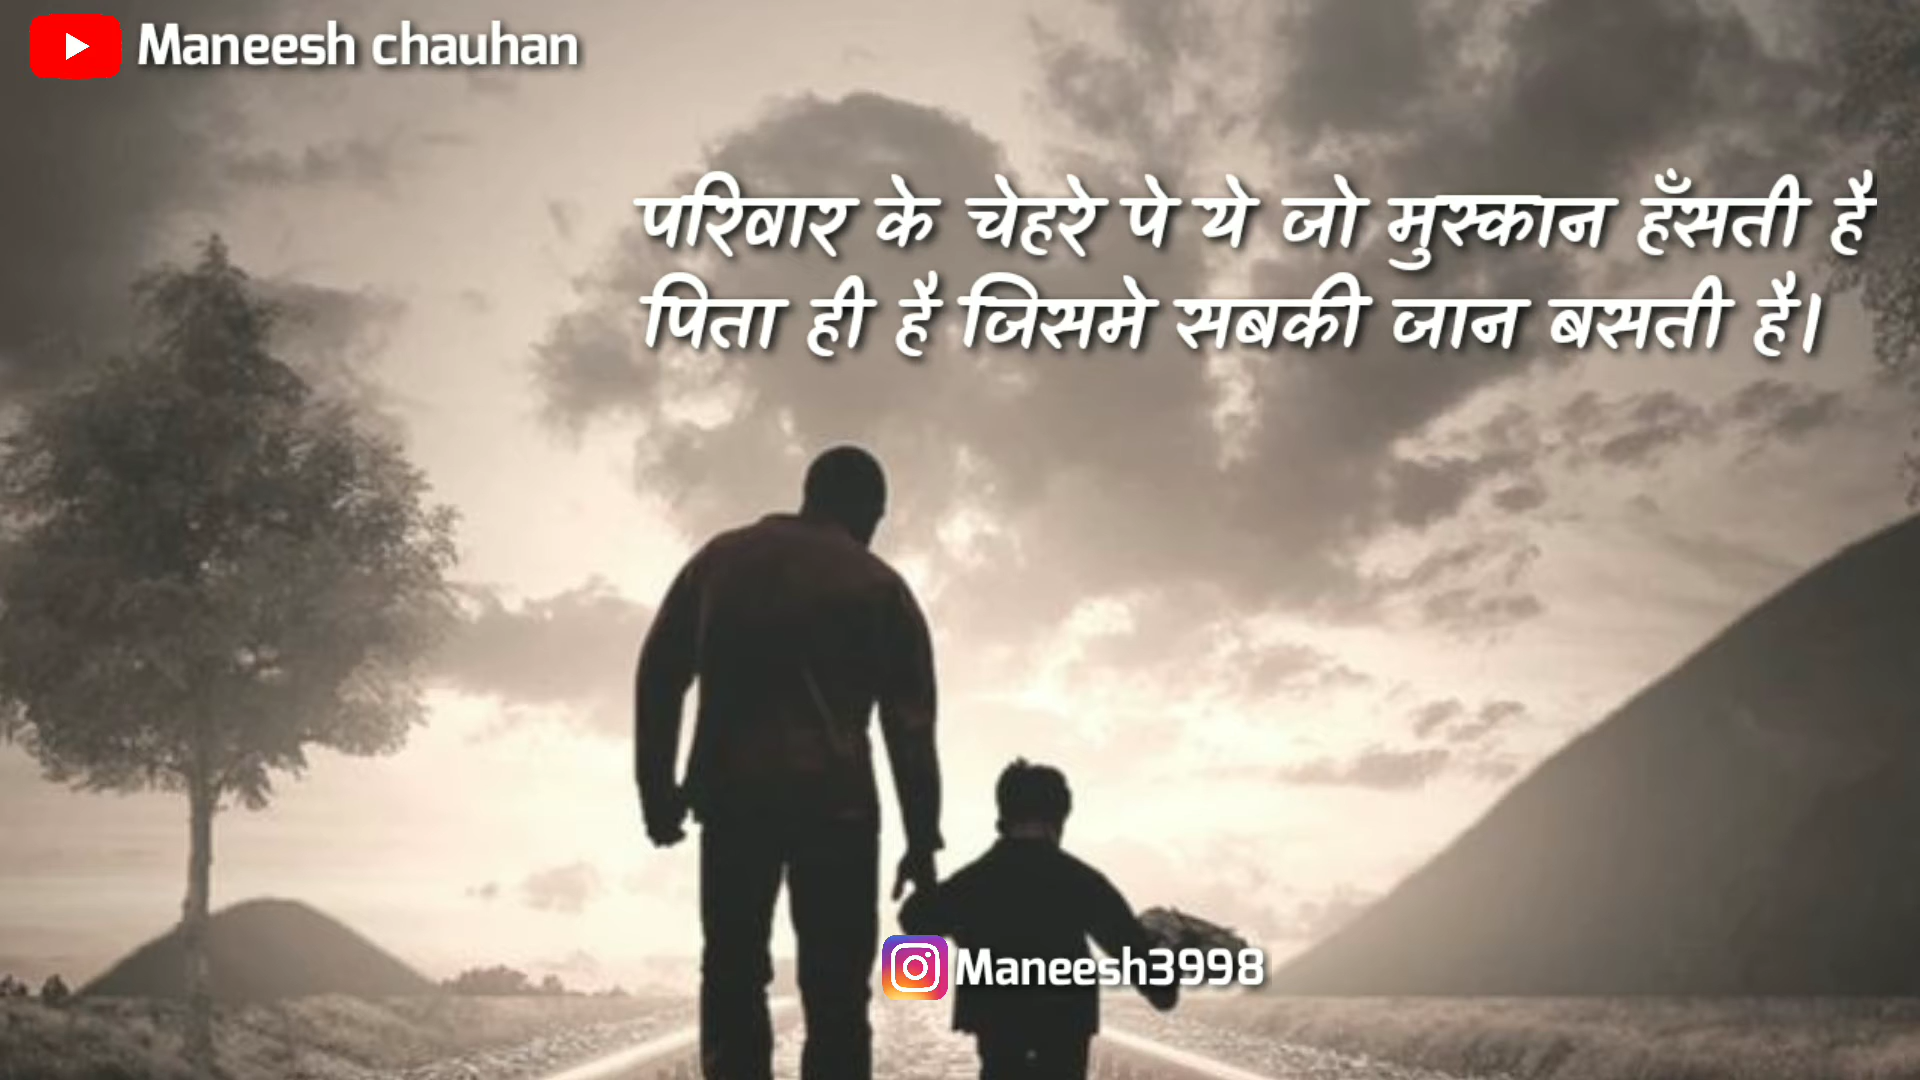 Maneesh chauhan
परिवार के चेहरे पे ये जो मुस्कान हँसती है
पिता ही है जिसमे सबकी जान बसती है।
Maneesh3998